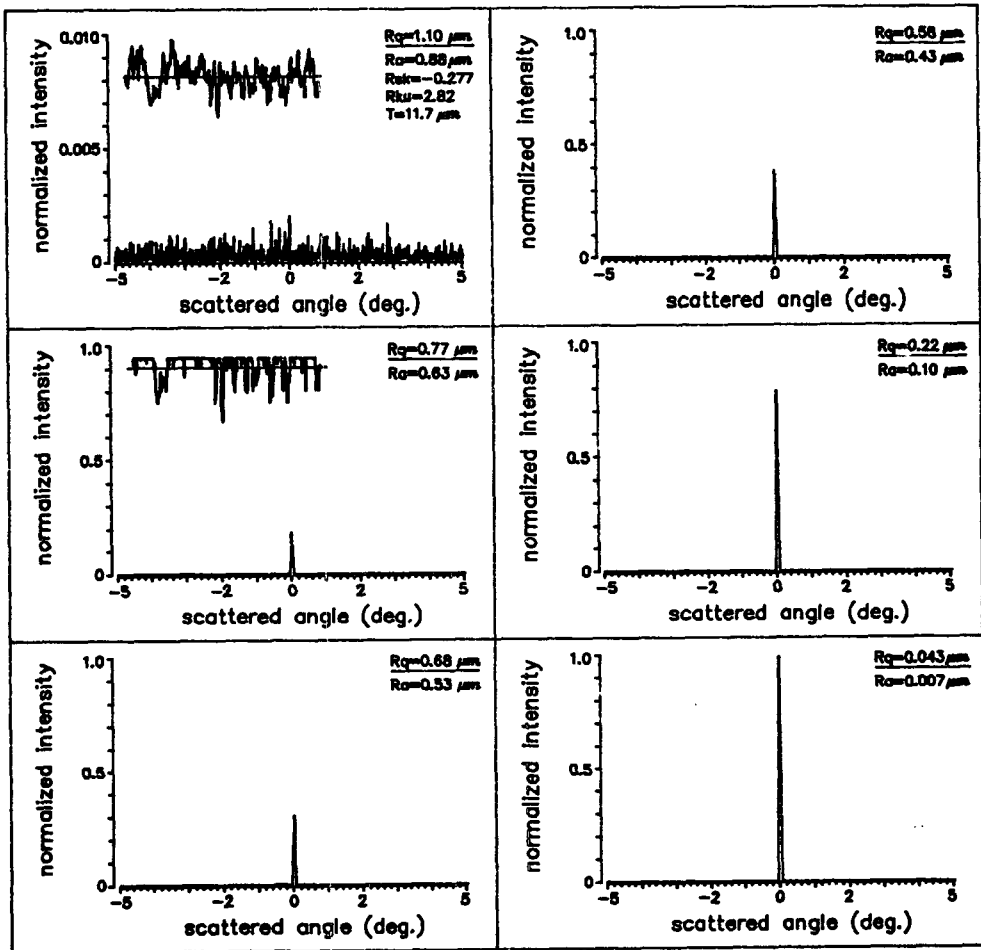 normalized intensity
0.010
0.005
0
-5
-2
0
2
5
scattered angle (deg.)
Rq=1.10 μm
Ra=0.88 μm
Rsk=-0.277
Rku=2.82
T=11.7 μm
normalized intensity
1.0
0.5
0
-5
-2
0
2
5
scattered angle (deg.)
Rq=0.58 μm
Ra=0.43 μm
normalized intensity
1.0
0.5
0
-5
-2
0
2
5
scattered angle (deg.)
Rq=0.77 μm
Ra=0.63 μm
normalized intensity
1.0
0.5
0
-5
-2
0
2
5
scattered angle (deg.)
Rq=0.22 μm
Ra=0.10 μm
normalized intensity
1.0
0.5
0
-5
-2
0
2
5
scattered angle (deg.)
Rq=0.68 μm
Ra=0.53 μm
normalized intensity
1.0
0.5
0
-5
-2
0
2
5
scattered angle (deg.)
Rq=0.043μm
Ra=0.007 μm